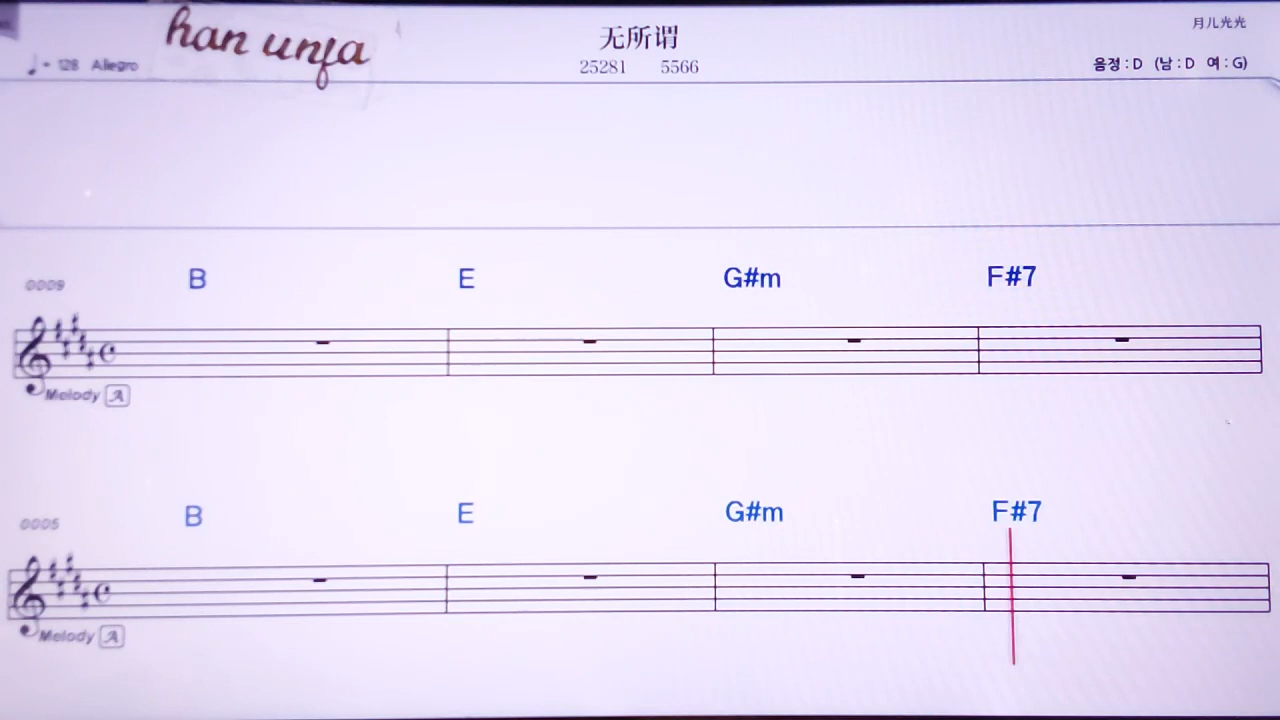 han unfa
无所谓
月儿光光
25281 5566
♩= 128 Allegro
음정 : D (남 : D 여 : G)
0009
B E G#m F#7
Melody A
0005
B E G#m F#7
Melody A